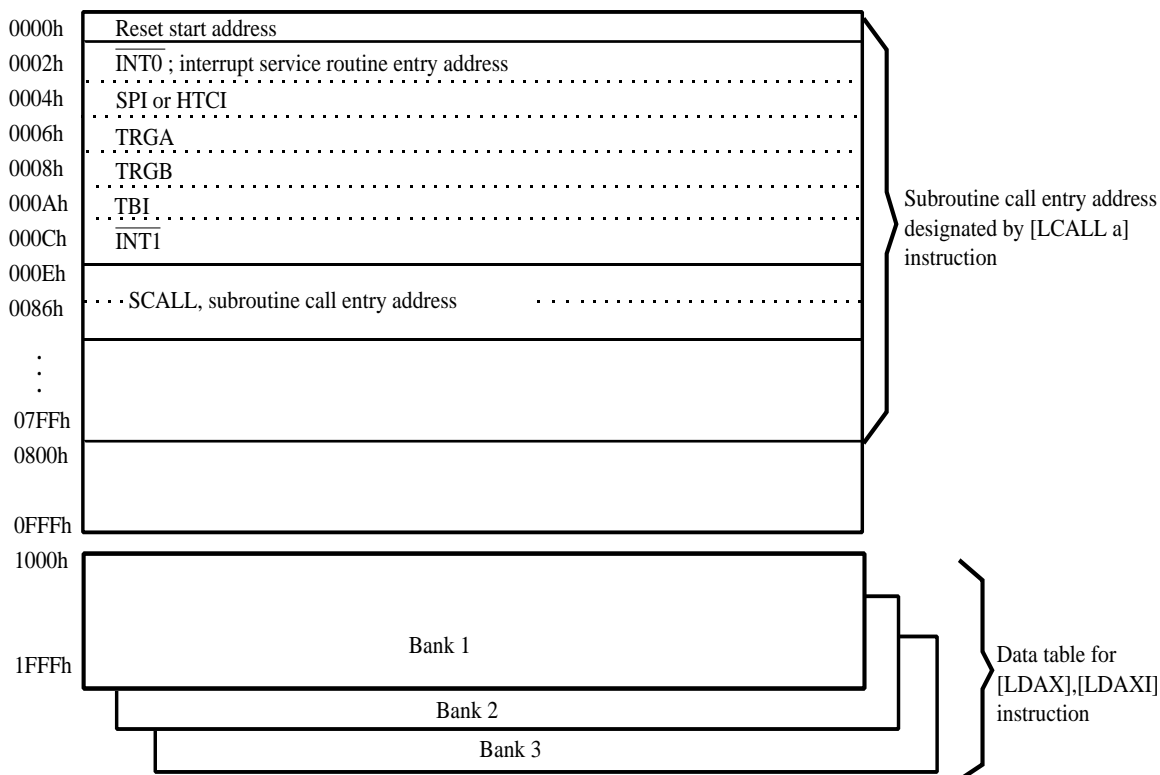 0000h Reset start address
0002h INT0 ; interrupt service routine entry address
0004h SPI or HTCI
0006h TRGA
0008h TRGB
000Ah TBI
000Ch INT1
000Eh
0086h SCALL, subroutine call entry address
07FFh
0800h
0FFFh
Subroutine call entry address
designated by [LCALL a]
instruction
1000h
Bank 1
1FFFh
Bank 2
Bank 3
Data table for
[LDAX],[LDAXI]
instruction